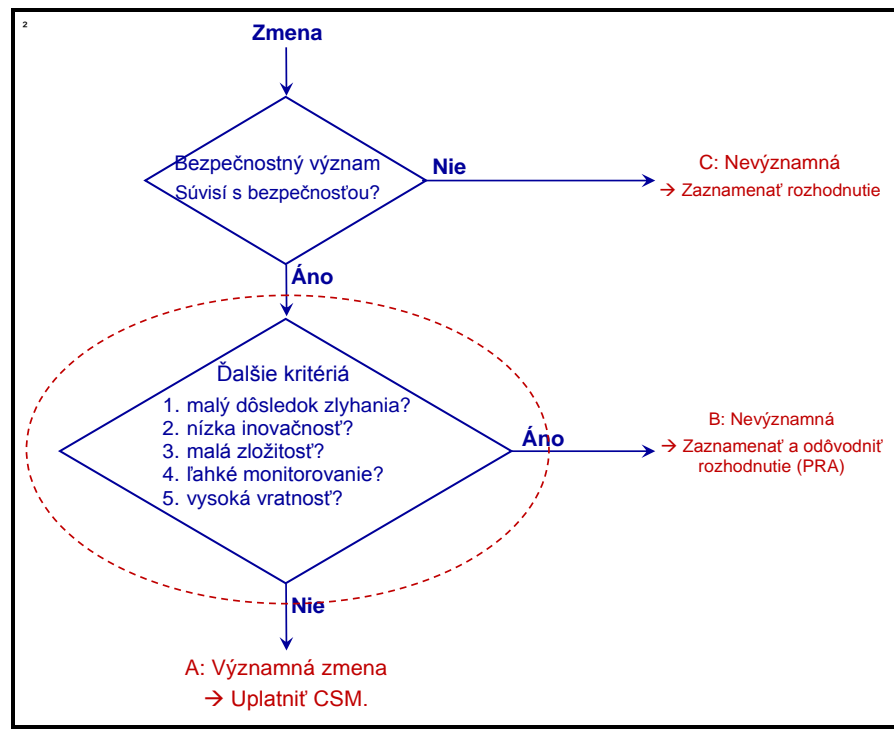 2
Zmena
Bezpečnostný význam
Súvisí s bezpečnosťou?
Nie
C: Nevýznamná
→ Zaznamenať rozhodnutie
Áno
Ďalšie kritériá
1. malý dôsledok zlyhania?
2. nízka inovačnosť?
3. malá zložitosť?
4. ľahké monitorovanie?
5. vysoká vratnosť?
Áno
B: Nevýznamná
→ Zaznamenať a odôvodniť
rozhodnutie (PRA)
Nie
A: Významná zmena
→ Uplatniť CSM.